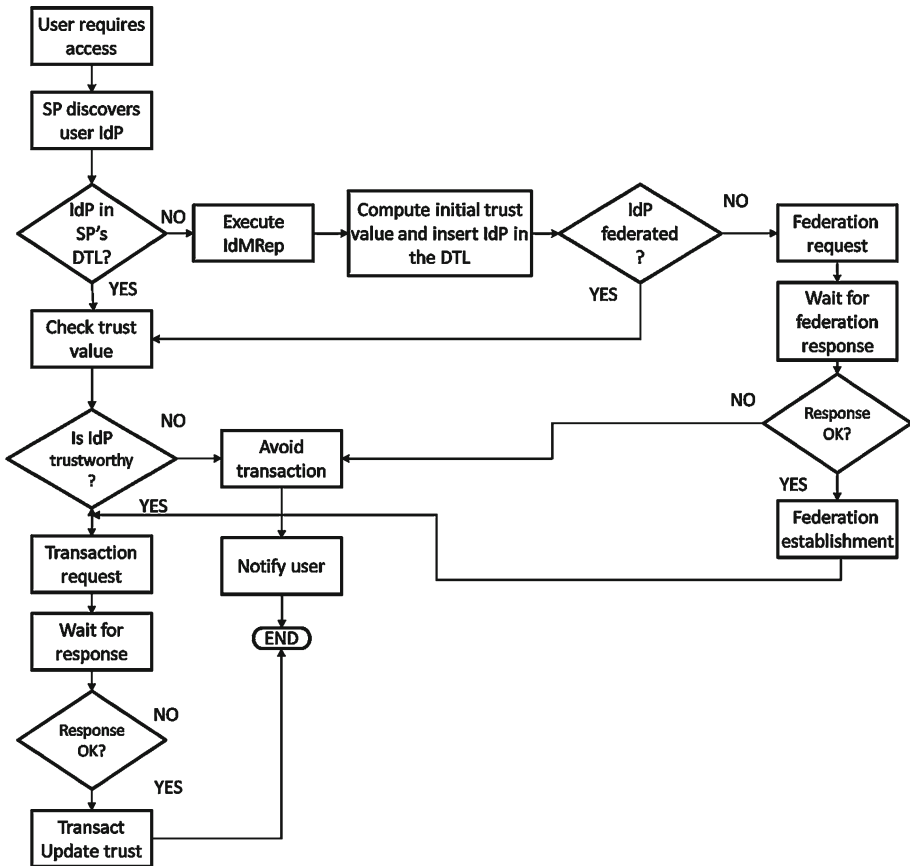 User requires
access
SP discovers
user IdP
IdP in
SP's
DTL?
NO
YES
Execute
IdMRep
Compute initial trust
value and insert IdP in
the DTL
IdP
federated
?
NO
YES
Federation
request
Wait for
federation
response
Response
OK?
NO
YES
Federation
establishment
Check trust
value
Is IdP
trustworthy
?
NO
YES
Avoid
transaction
Notify user
END
Transaction
request
Wait for
response
Response
OK?
NO
YES
Transact
Update trust